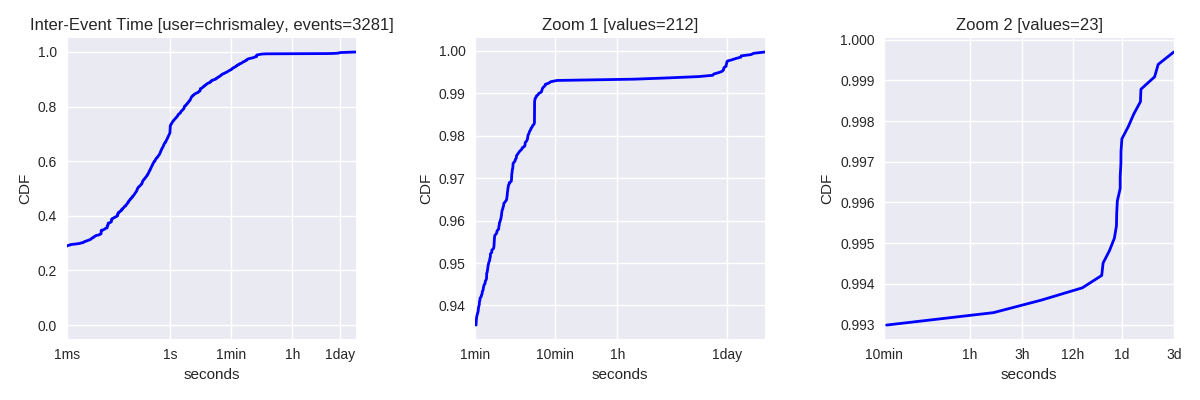 Inter-Event Time [user=chrismaley, events=3281]
CDF
1.0
0.8
0.6
0.4
0.2
0.0
1ms 1s 1min 1h 1day
seconds
Zoom 1 [values=212]
CDF
1.00
0.99
0.98
0.97
0.96
0.95
0.94
1min 10min 1h 1day
seconds
Zoom 2 [values=23]
CDF
1.000
0.999
0.998
0.997
0.996
0.995
0.994
0.993
10min 1h 3h 12h 1d 3d
seconds